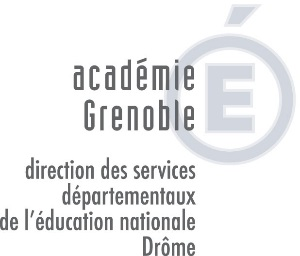 académie
Grenoble
É
direction des services
départementaux
de l'éducation nationale
Drôme